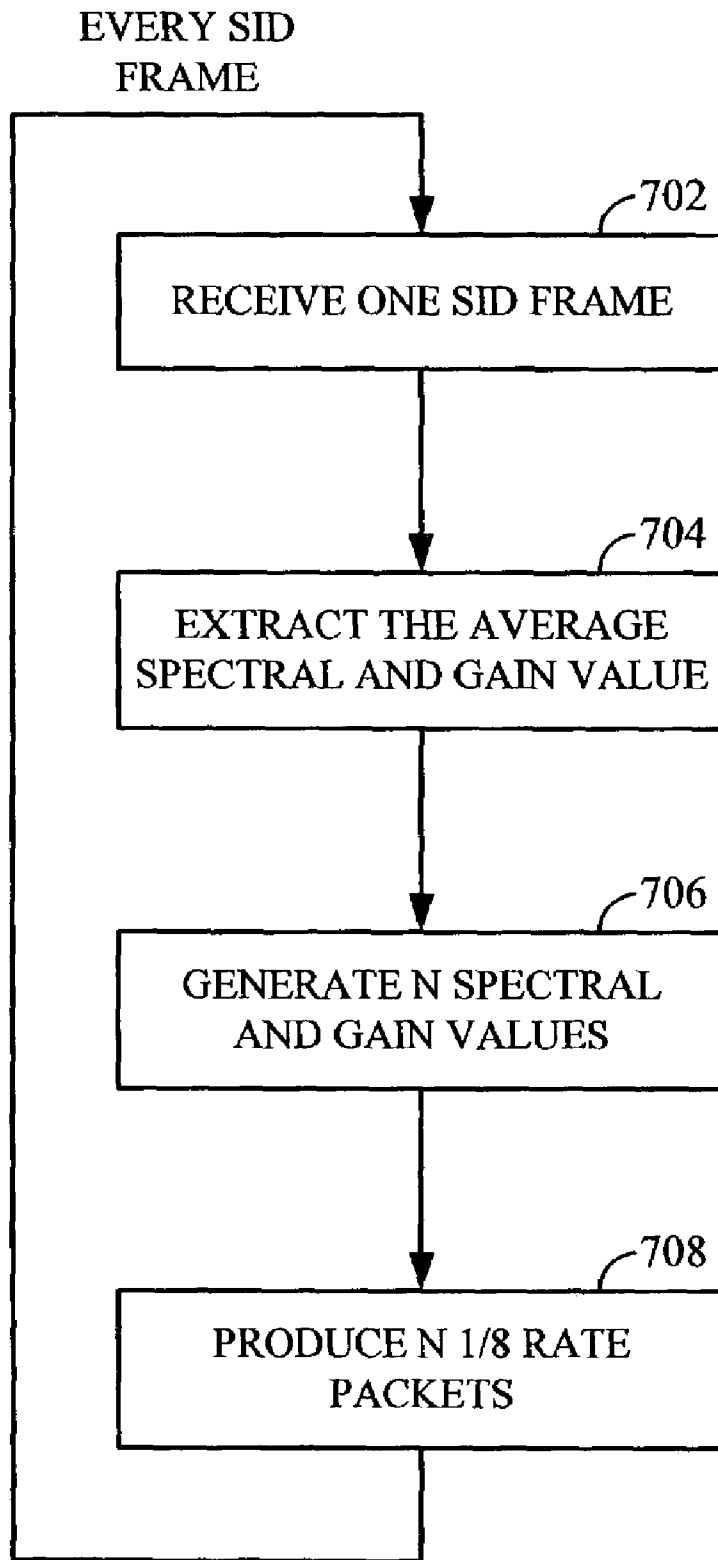 EVERY SID
FRAME
702
RECEIVE ONE SID FRAME
704
EXTRACT THE AVERAGE
SPECTRAL AND GAIN VALUE
706
GENERATE N SPECTRAL
AND GAIN VALUES
708
PRODUCE N 1/8 RATE
PACKETS